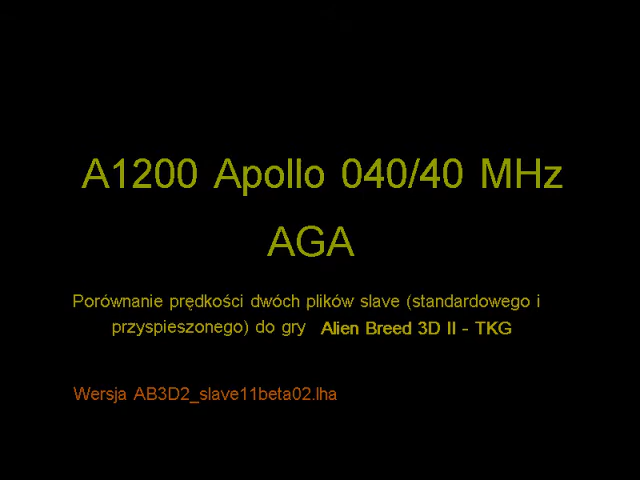 A1200 Apollo 040/40 MHz
AGA
Porównanie prędkości dwóch plików slave (standardowego i
przyspieszonego) do gry Alien Breed 3D II - TKG
Wersja AB3D2_slave11beta02.lha